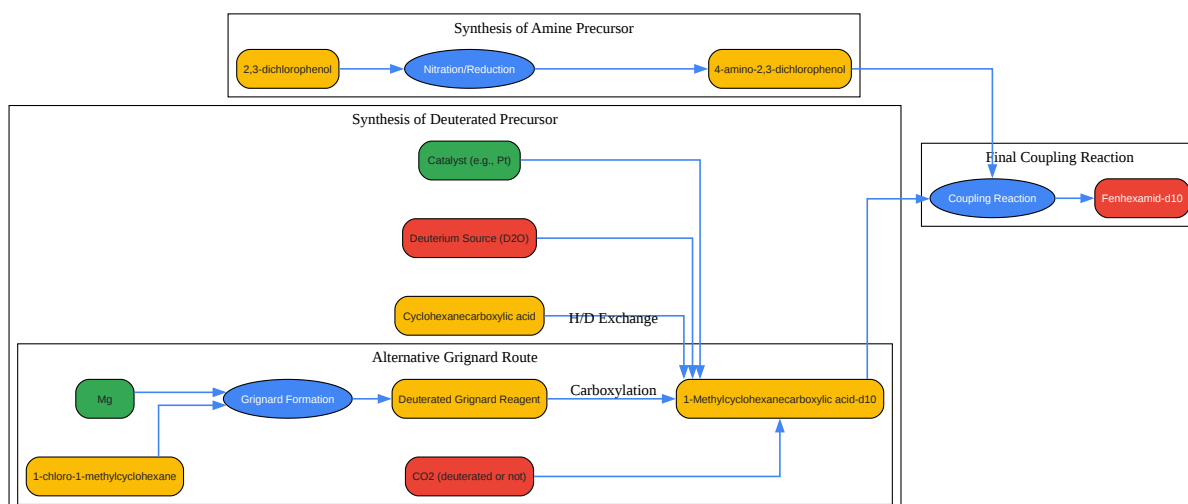 Synthesis of Amine Precursor
2,3-dichlorophenol
Nitration/Reduction
4-amino-2,3-dichlorophenol
Synthesis of Deuterated Precursor
Catalyst (e.g., Pt)
Deuterium Source (D2O)
Cyclohexanecarboxylic acid
H/D Exchange
Final Coupling Reaction
Coupling Reaction
Fenhexamid-d10
Alternative Grignard Route
Mg
Grignard Formation
Deuterated Grignard Reagent
Carboxylation
1-Methylcyclohexanecarboxylic acid-d10
1-chloro-1-methylcyclohexane
CO2 (deuterated or not)